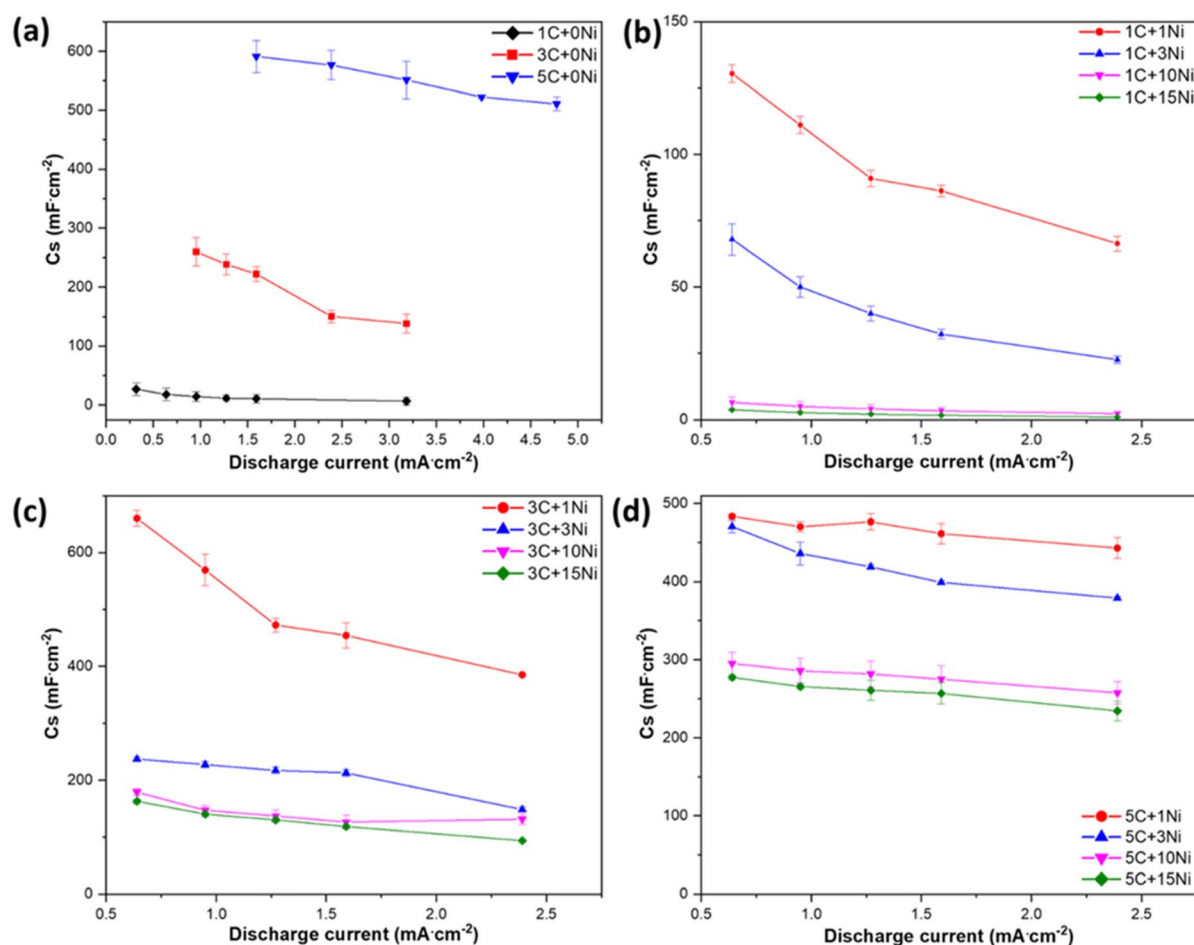 (a)
1C+0Ni
3C+0Ni
5C+0Ni
600
500
400
300
200
100
0
Cs (mF·cm⁻²)
0.0 0.5 1.0 1.5 2.0 2.5 3.0 3.5 4.0 4.5 5.0
Discharge current (mA·cm⁻²)
(b)
1C+1Ni
1C+3Ni
1C+10Ni
1C+15Ni
150
100
50
0
Cs (mF·cm⁻²)
0.5 1.0 1.5 2.0 2.5
Discharge current (mA·cm⁻²)
(c)
3C+1Ni
3C+3Ni
3C+10Ni
3C+15Ni
600
400
200
0
Cs (mF·cm⁻²)
0.5 1.0 1.5 2.0 2.5
Discharge current (mA·cm⁻²)
(d)
500
400
300
200
100
0
Cs (mF·cm⁻²)
5C+1Ni
5C+3Ni
5C+10Ni
5C+15Ni
0.5 1.0 1.5 2.0 2.5
Discharge current (mA·cm⁻²)